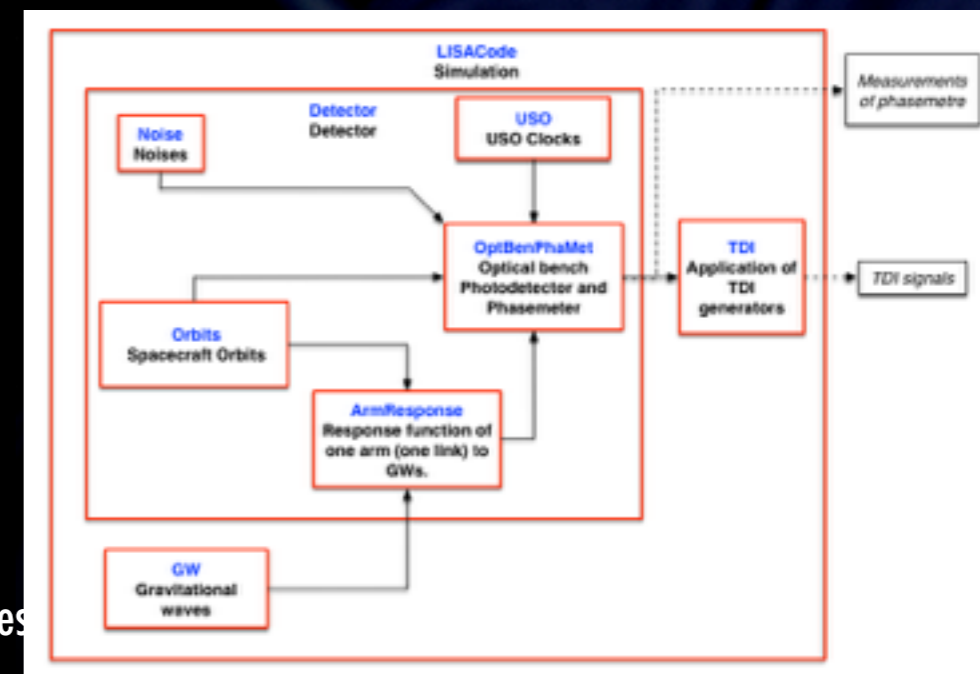 LISACode
Simulation
Measurements
of phasemetre
Detector
Detector
USO
USO Clocks
Noise
Noises
OptBenPhaMet
Optical bench
Photodetector and
Phasemeter
TDI
Application of
TDI
generators
TDI signals
Orbits
Spacecraft Orbits
ArmResponse
Response function of
one arm (one link) to
GWs.
GW
Gravitational
waves
es